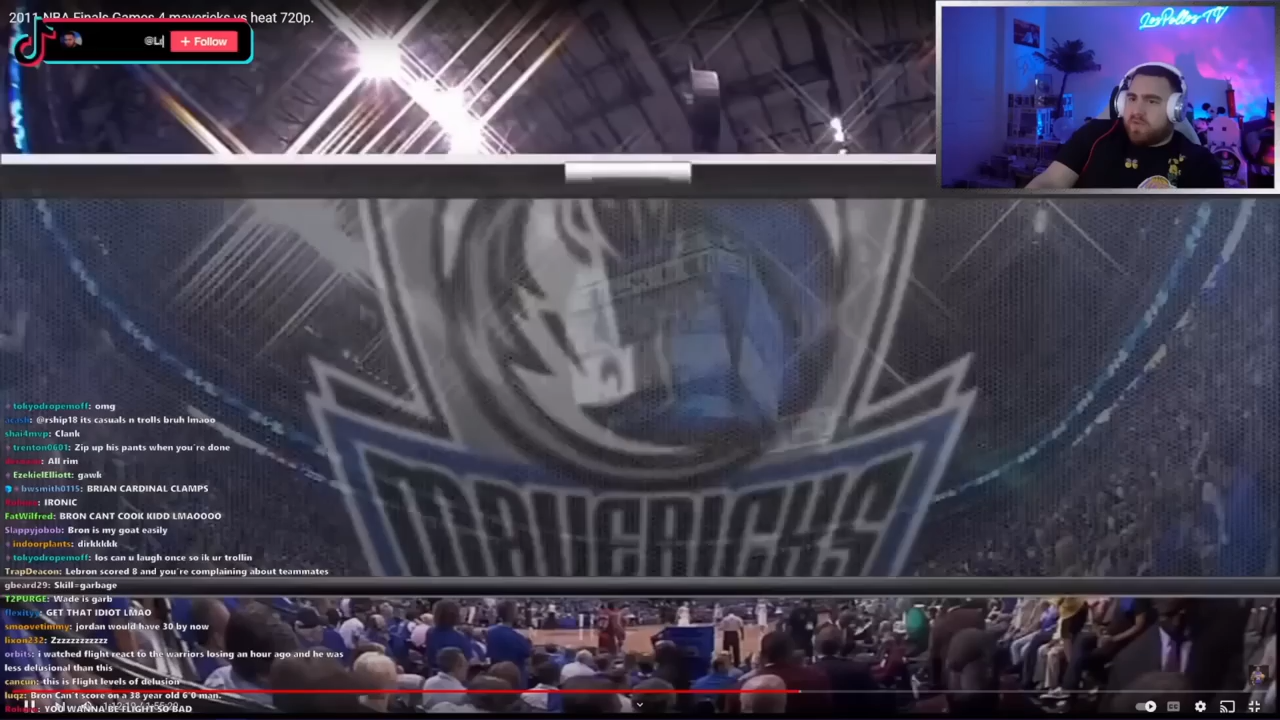 2011 NBA Finals Games 4 mavericks vs heat 720p.
@L
+ Follow
LosPollos TV
MAVERICKS
tokyodropemoff: omg
@rship18 its casuals n trolls bruh lmaoo
shai4mvp: Clank
trenton0601: Zip up his pants when you're done
All rim
EzekielElliott: gawk
bwsmith0115: BRIAN CARDINAL CLAMPS
IRONIC
FatWilfred: BRON CANT COOK KIDD LMAOOOO
Slappyjobob: Bron is my goat easily
indoorplants: dirkkkkk
tokyodropemoff: los can u laugh once so ik ur trollin
TrapDeacon: Lebron scored 8 and you're complaining about teammates
gbeard29: Skill=garbage
T2PURGE: Wade is garb
GET THAT IDIOT LMAO
smoovetimmy: jordan would have 30 by now
lixon232: Zzzzzzzzzzz
orbits: i watched flight react to the warriors losing an hour ago and he was
less delusional than this
cancun: this is Flight levels of delusion
luqz: Bron Can't score on a 38 year old 6'0 man.
YOU WANNA BE FLIGHT SO BAD